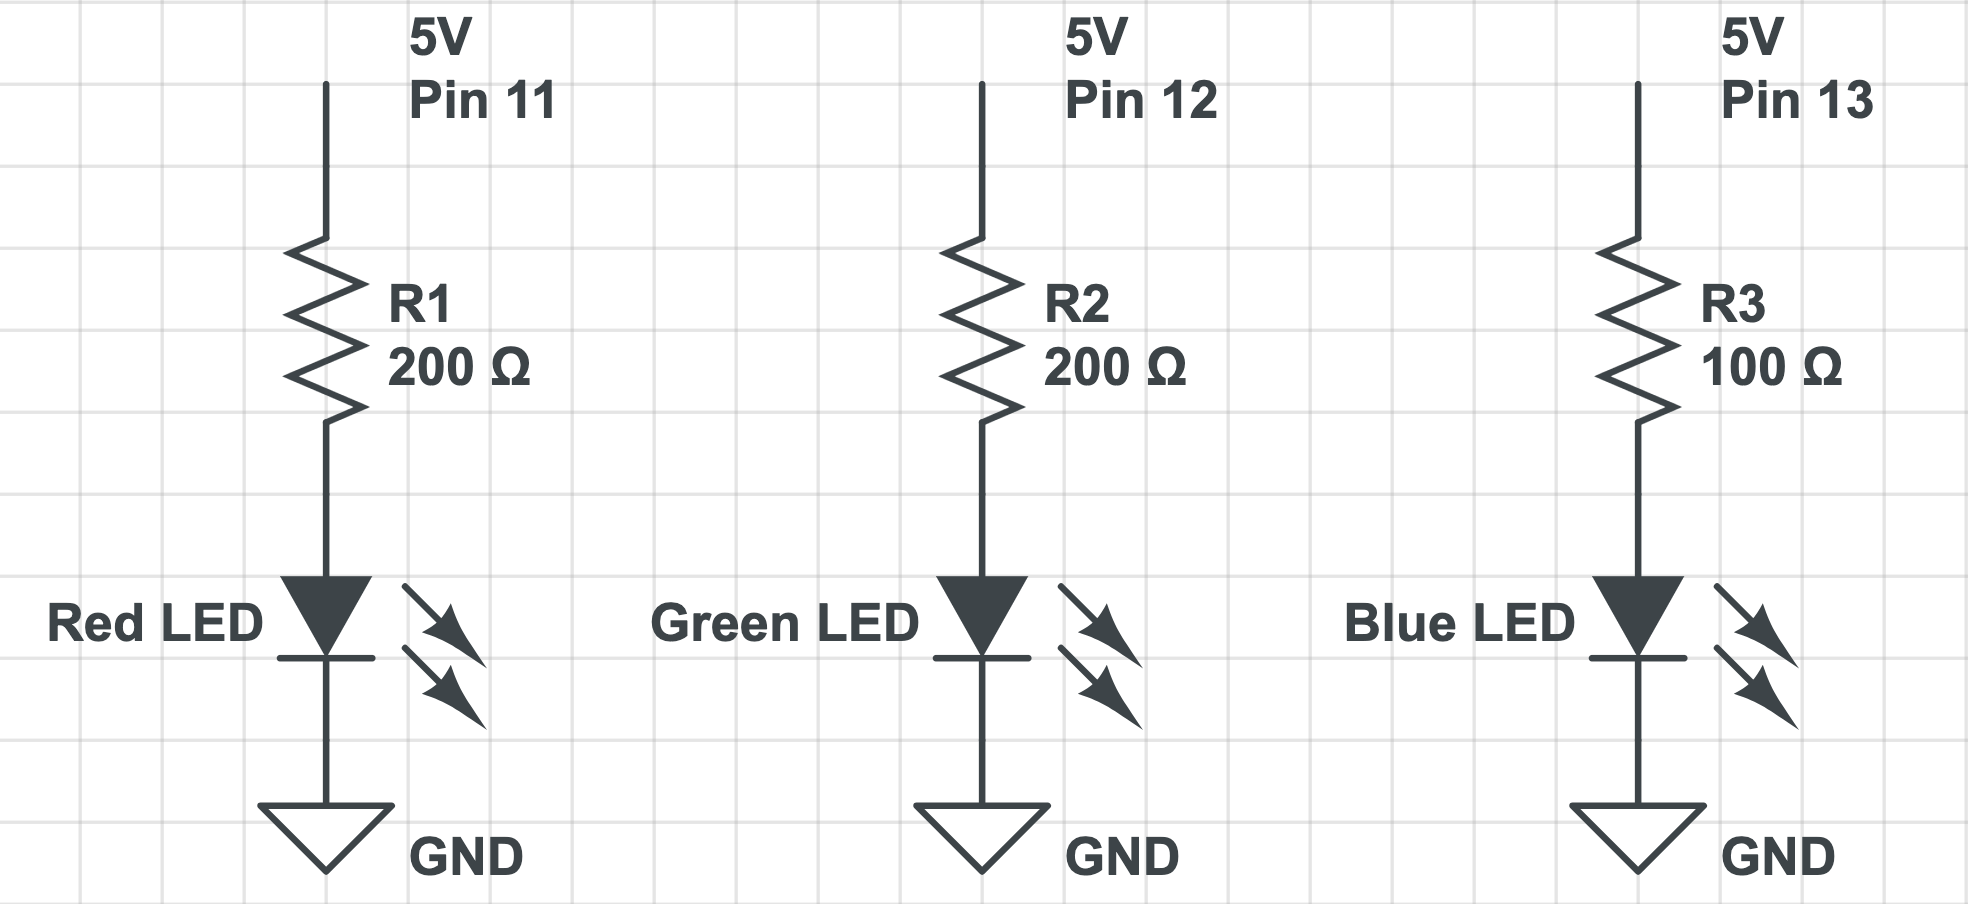 5V
Pin 11
R1
200 Ω
Red LED
GND
5V
Pin 12
R2
200 Ω
Green LED
GND
5V
Pin 13
R3
100 Ω
Blue LED
GND